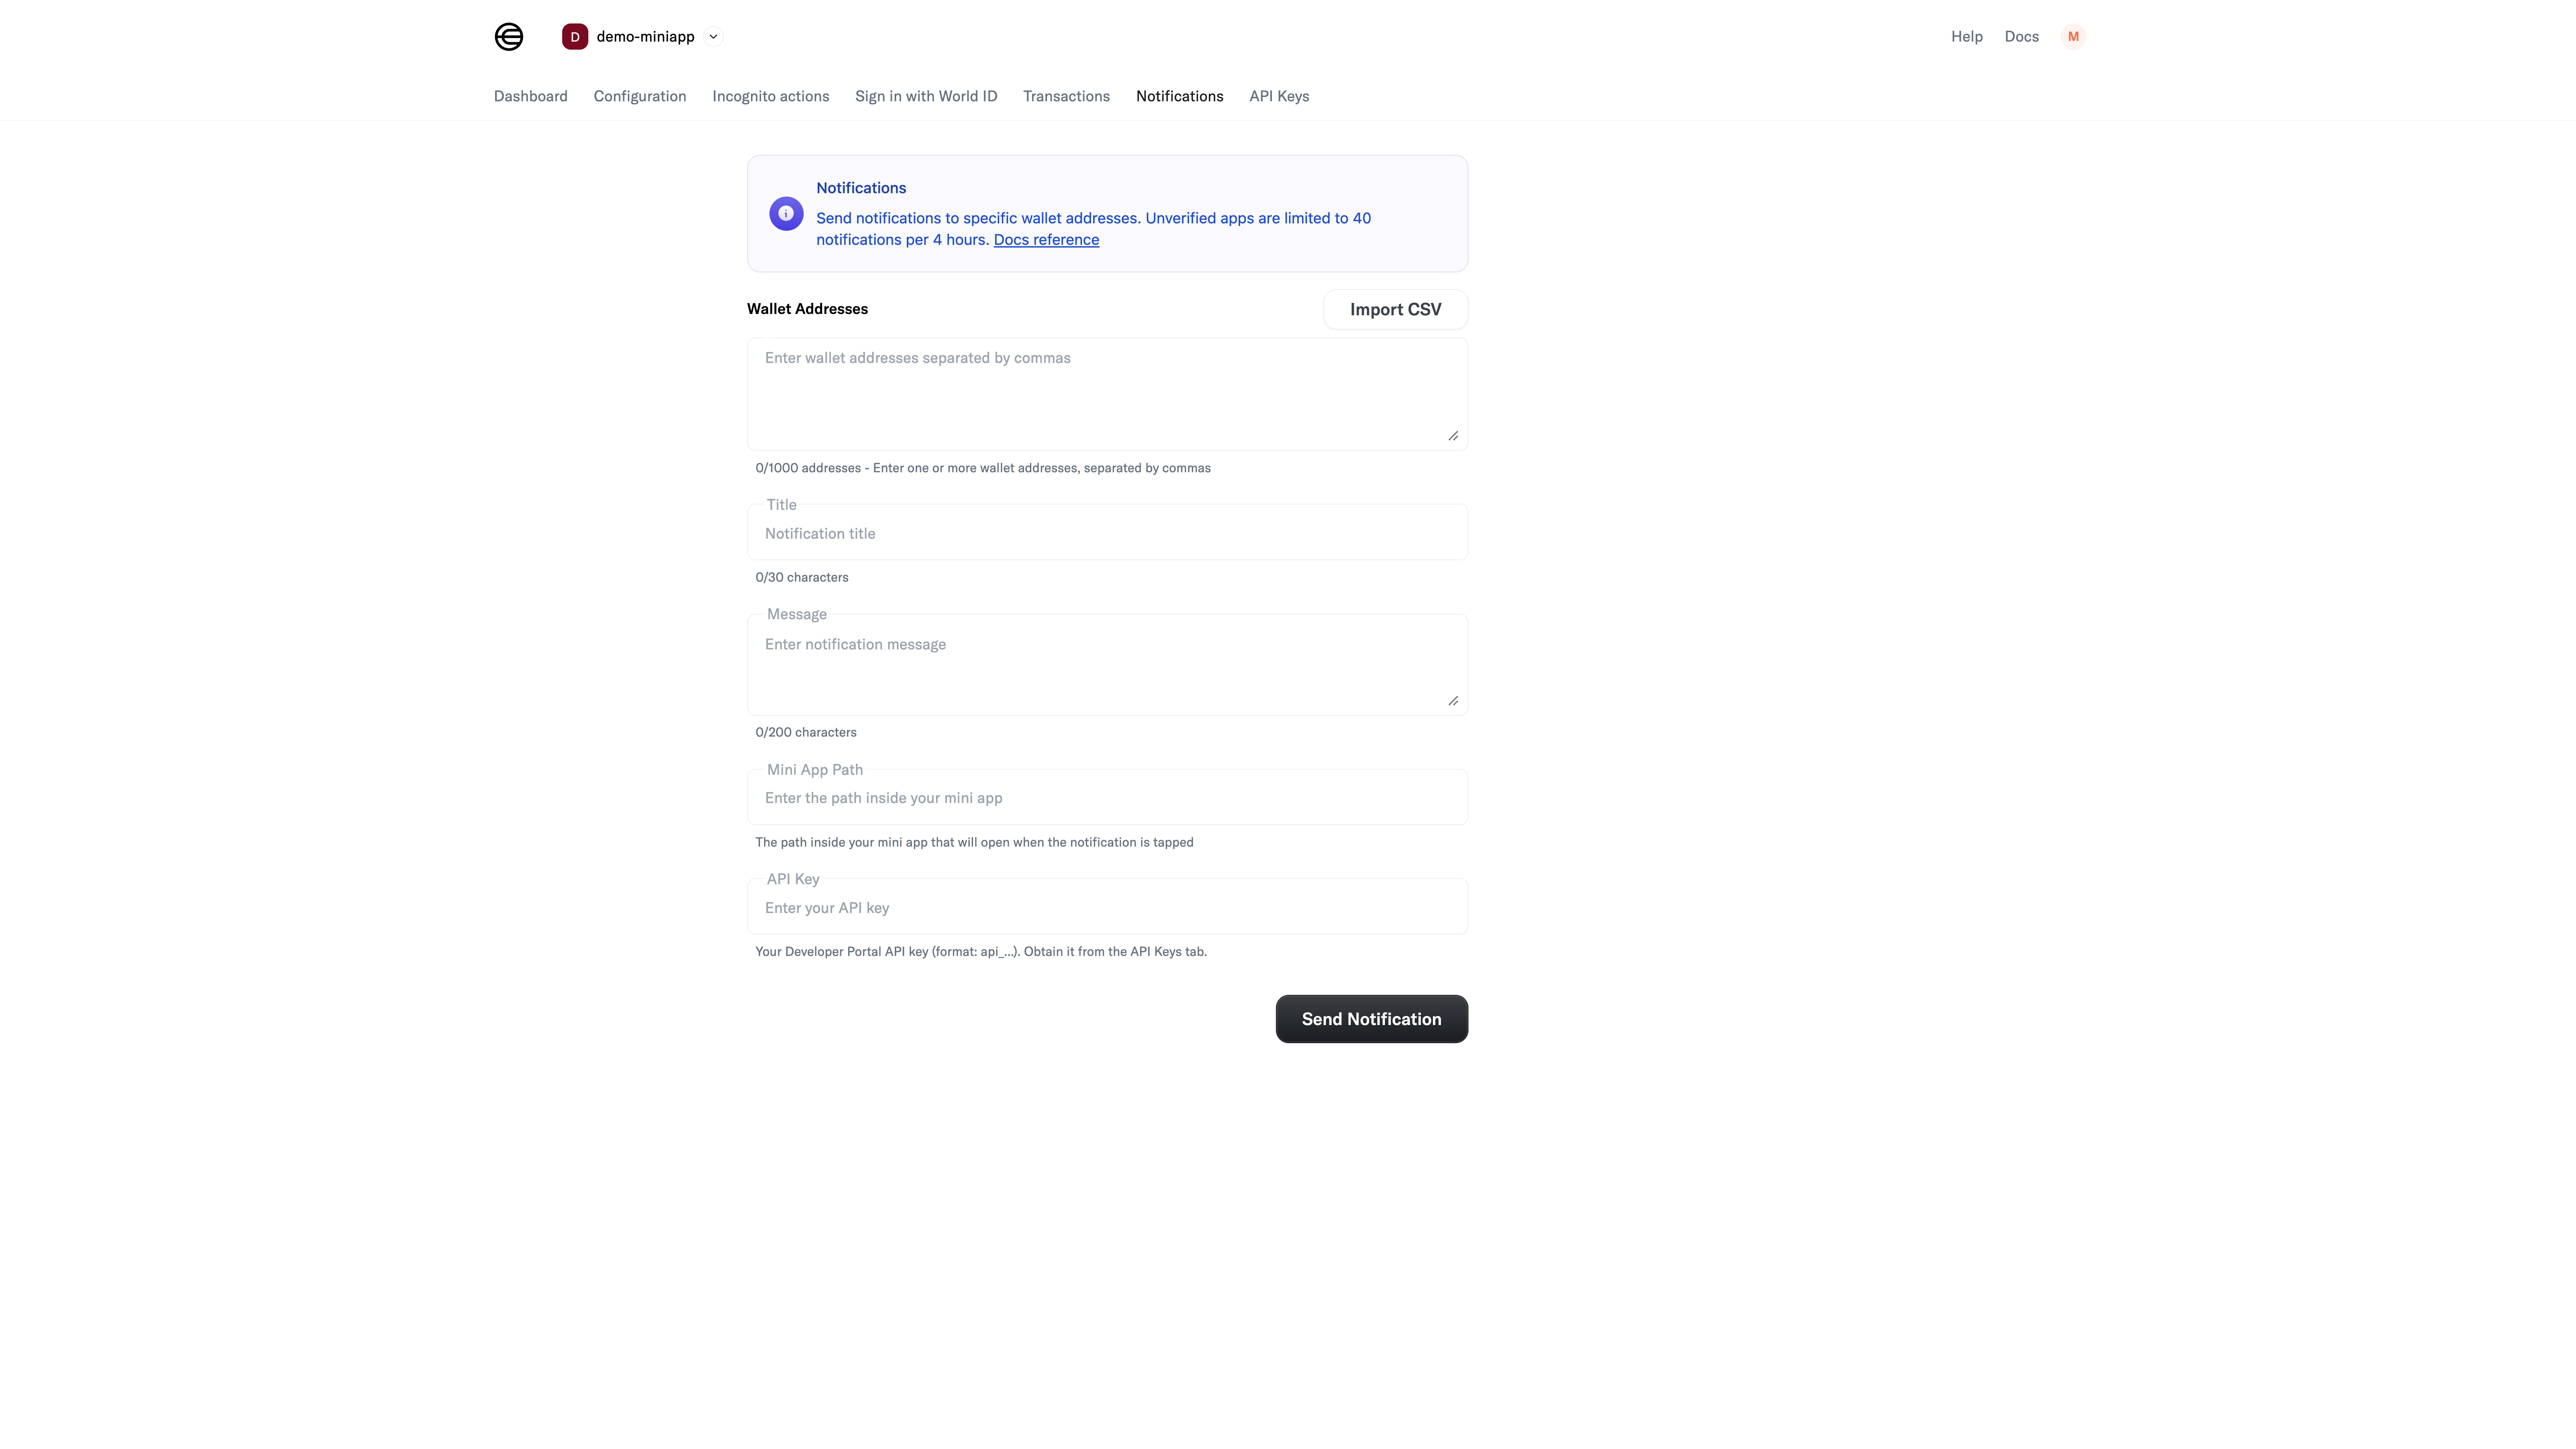 D demo-miniapp
Help Docs M
Dashboard Configuration Incognito actions Sign in with World ID Transactions Notifications API Keys
Notifications
Send notifications to specific wallet addresses. Unverified apps are limited to 40
notifications per 4 hours. Docs reference
Wallet Addresses
Import CSV
Enter wallet addresses separated by commas
0/1000 addresses - Enter one or more wallet addresses, separated by commas
Title
Notification title
0/30 characters
Message
Enter notification message
0/200 characters
Mini App Path
Enter the path inside your mini app
The path inside your mini app that will open when the notification is tapped
API Key
Enter your API key
Your Developer Portal API key (format: api_...). Obtain it from the API Keys tab.
Send Notification